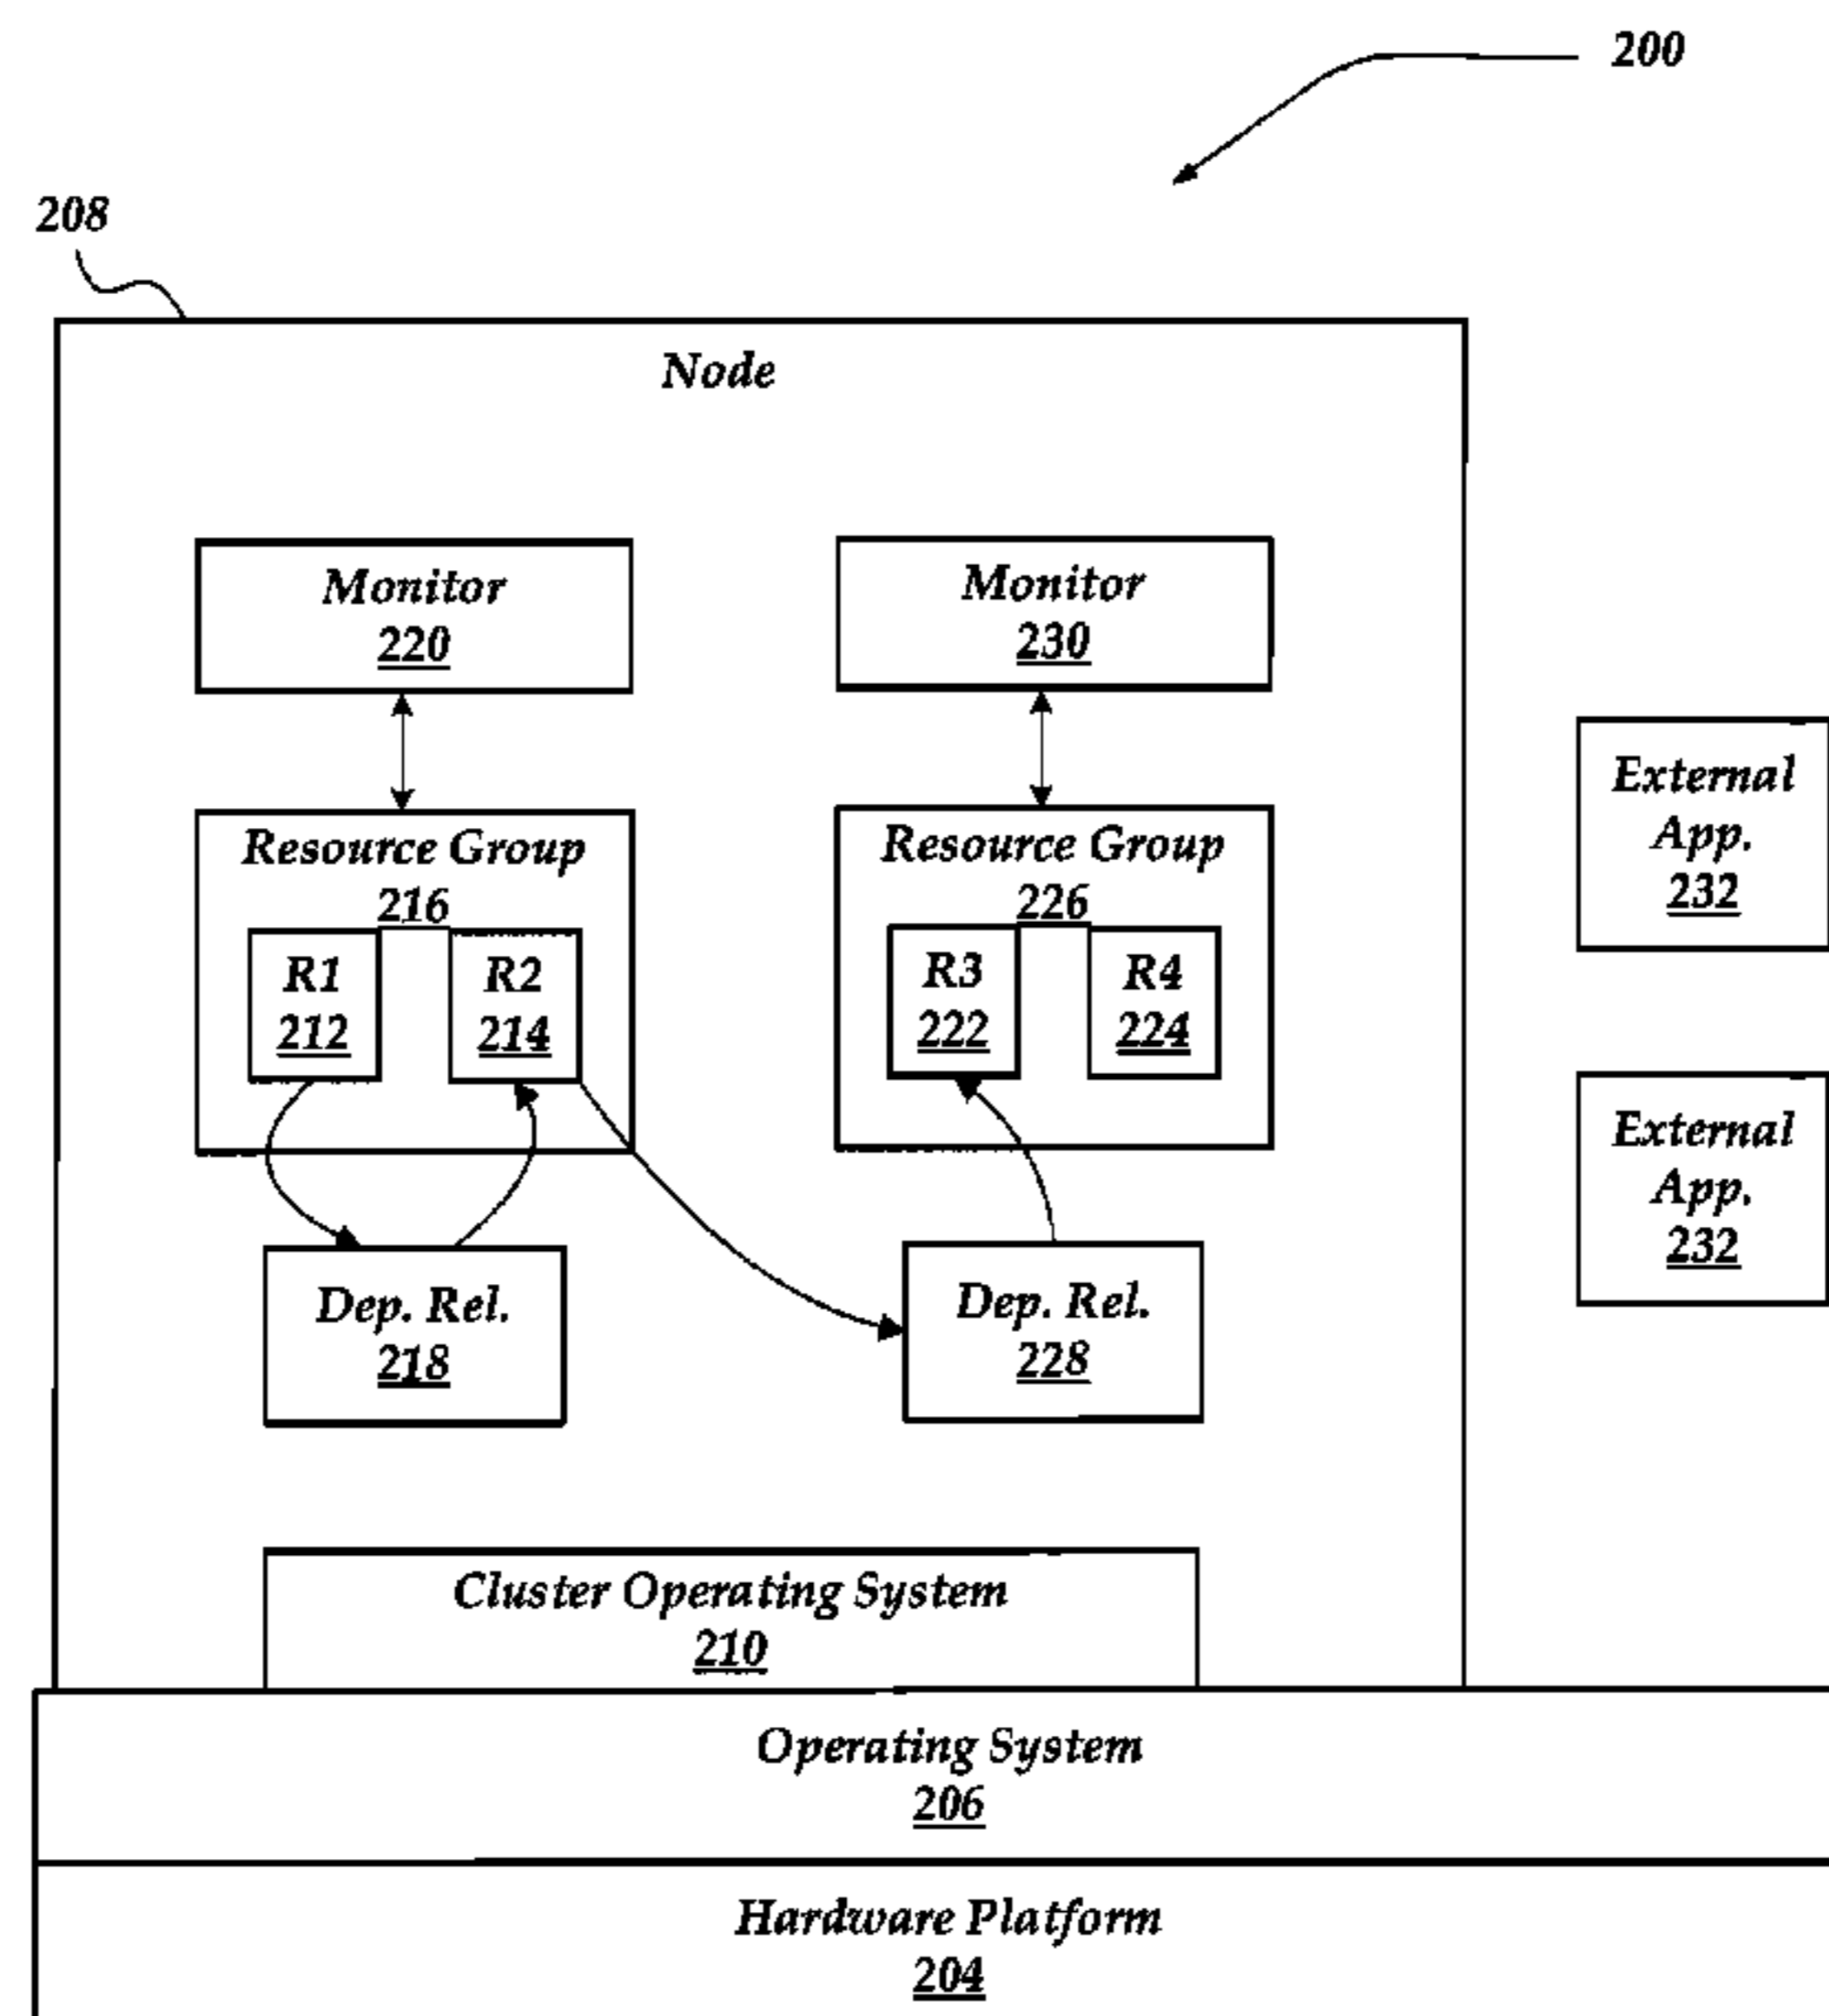 200
208
Node
Monitor
220
Monitor
230
External
App.
232
Resource Group
216
Resource Group
226
R1
212
R2
214
R3
222
R4
224
External
App.
232
Dep. Rel.
218
Dep. Rel.
228
Cluster Operating System
210
Operating System
206
Hardware Platform
204